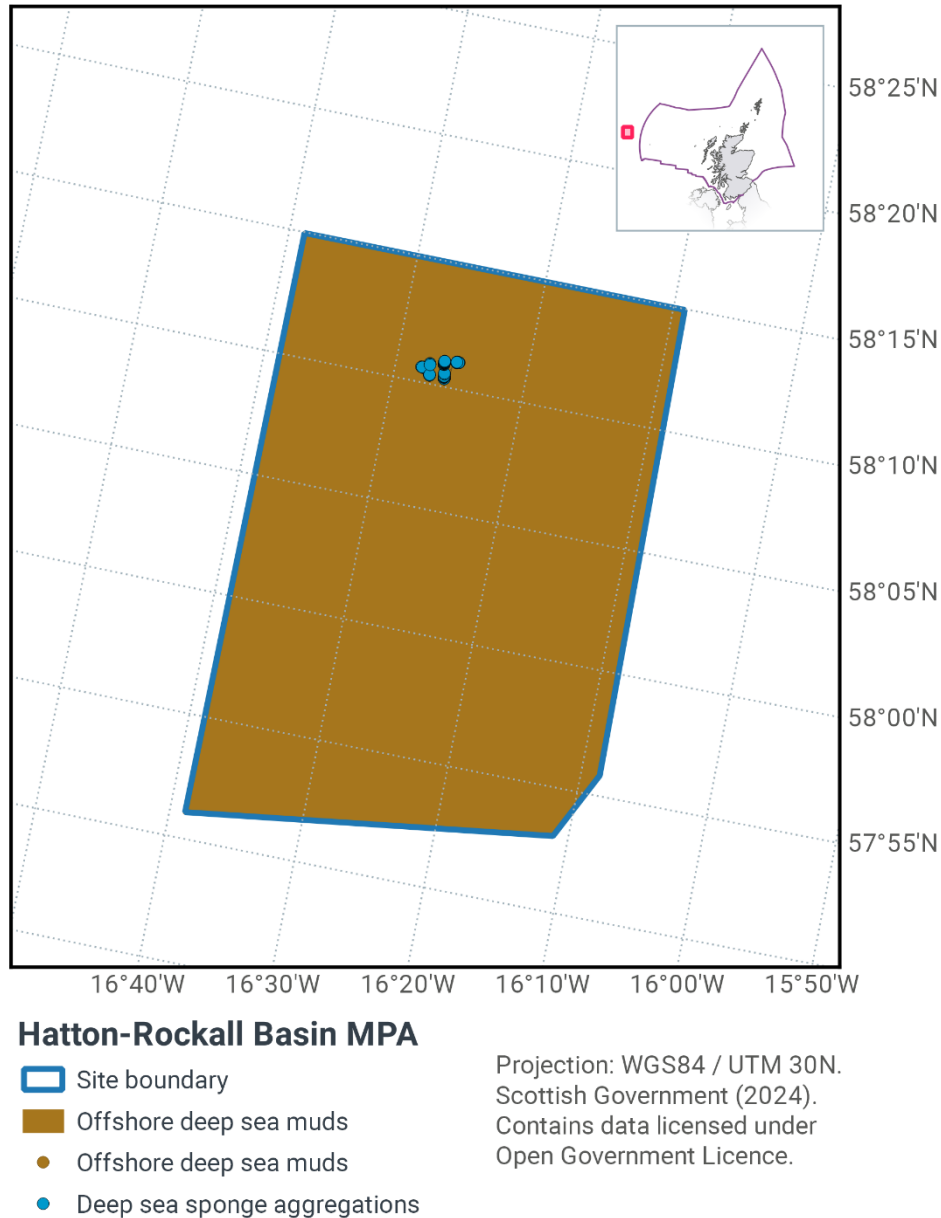 58°25'N
58°20'N
58°15'N
58°10'N
58°05'N
58°00'N
57°55'N
16°40'W 16°30'W 16°20'W 16°10'W 16°00'W 15°50'W
Hatton-Rockall Basin MPA
Site boundary
Offshore deep sea muds
Offshore deep sea muds
Deep sea sponge aggregations
Projection: WGS84 / UTM 30N.
Scottish Government (2024).
Contains data licensed under
Open Government Licence.